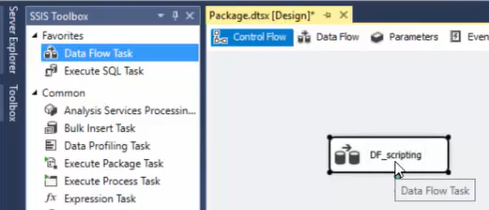 Server Explorer
Toolbox
SSIS Toolbox
Favorites
Data Flow Task
Execute SQL Task
Common
Analysis Services Processin...
Bulk Insert Task
Data Profiling Task
Execute Package Task
Execute Process Task
Expression Task
Package.dtsx [Design]*
Control Flow
Data Flow
Parameters
Even
DF_scripting
Data Flow Task